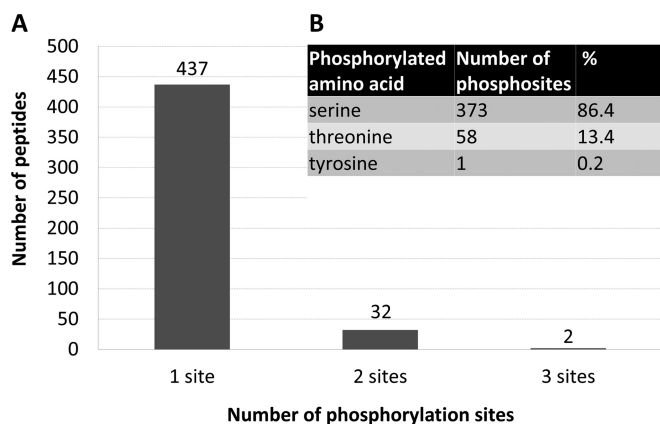 A
B
500
450
400
350
300
250
200
150
100
50
0
Number of peptides
437
32
2
1 site
2 sites
3 sites
Number of phosphorylation sites
Phosphorylated amino acid Number of phosphosites %
serine 373 86.4
threonine 58 13.4
tyrosine 1 0.2